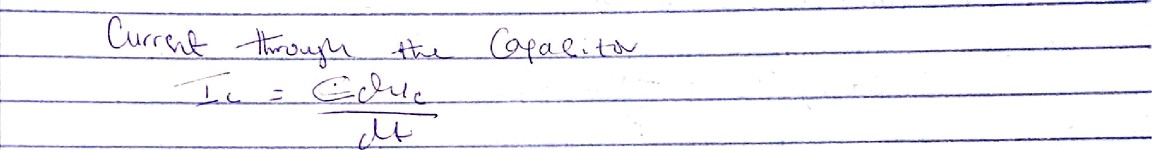 Current through the Capacitor
Ic = Cdvc
dt